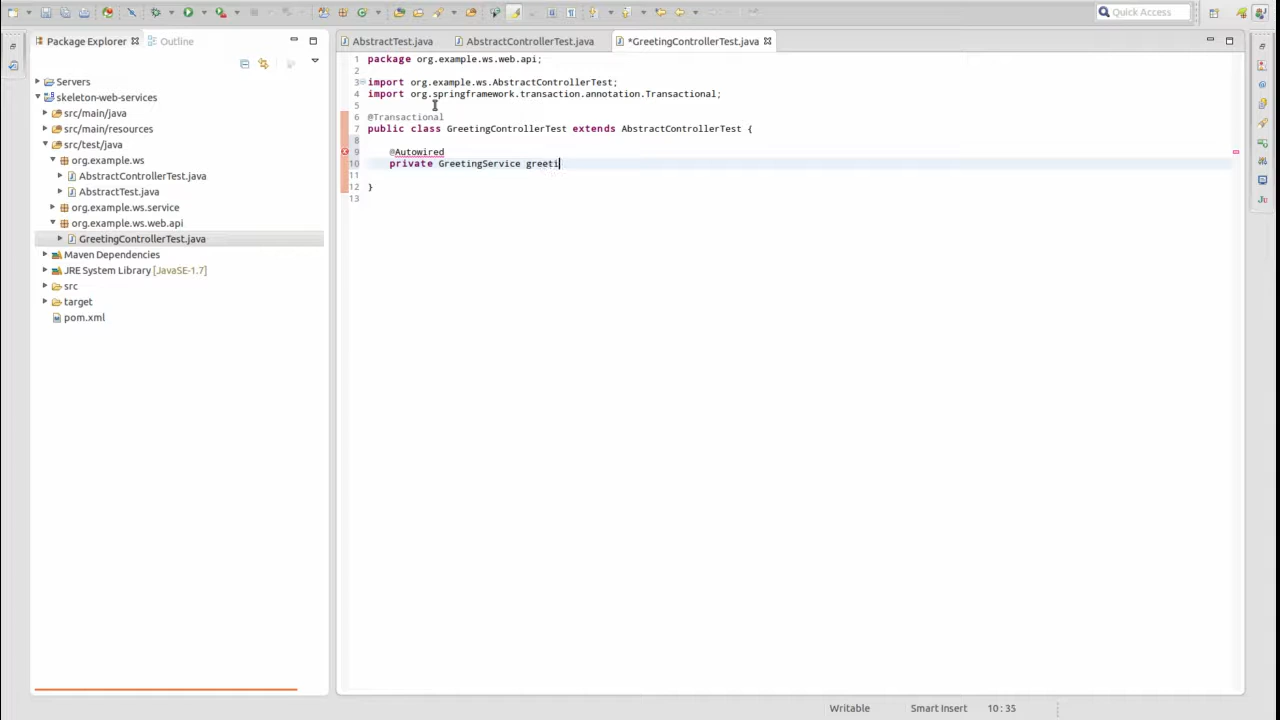 Quick Access
Package Explorer
Outline
AbstractTest.java
AbstractControllerTest.java
*GreetingControllerTest.java
Servers
skeleton-web-services
src/main/java
src/main/resources
src/test/java
org.example.ws
AbstractControllerTest.java
AbstractTest.java
org.example.ws.service
org.example.ws.web.api
GreetingControllerTest.java
Maven Dependencies
JRE System Library [JavaSE-1.7]
src
target
pom.xml
1 package org.example.ws.web.api;
2
3 import org.example.ws.AbstractControllerTest;
4 import org.springframework.transaction.annotation.Transactional;
5
6 @Transactional
7 public class GreetingControllerTest extends AbstractControllerTest {
8
9 @Autowired
10 private GreetingService greeti
11
12 }
13
Writable
Smart Insert
10 : 35